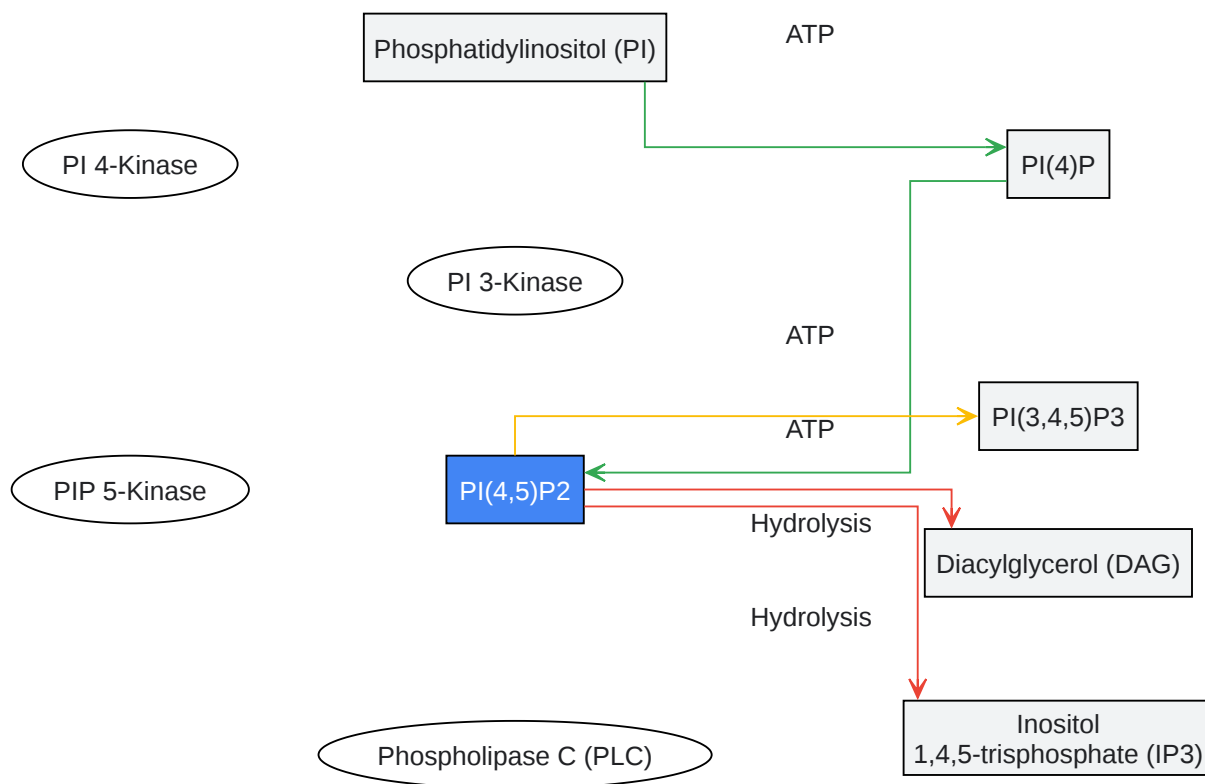 ATP
Phosphatidylinositol (PI)
PI 4-Kinase
PI(4)P
PI 3-Kinase
ATP
PI(3,4,5)P3
ATP
PIP 5-Kinase
PI(4,5)P2
Hydrolysis
Diacylglycerol (DAG)
Hydrolysis
Inositol
1,4,5-trisphosphate (IP3)
Phospholipase C (PLC)